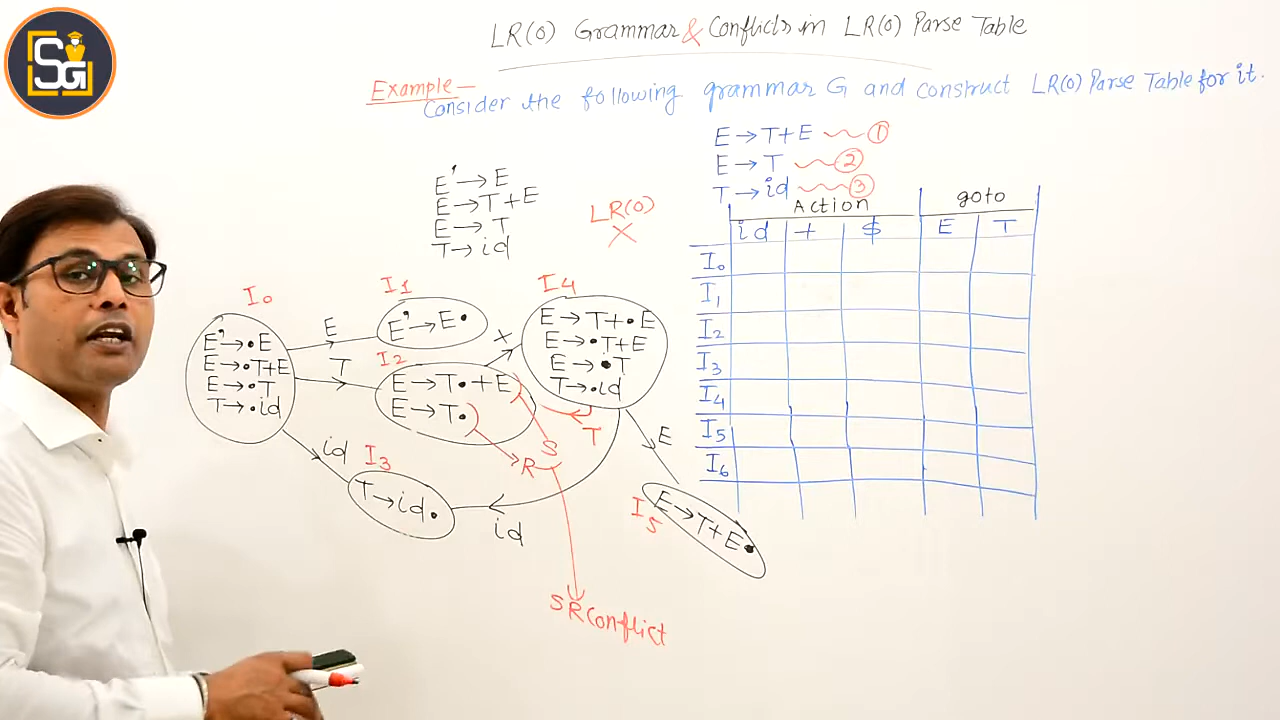 SG
LR(0) Grammar & Conflicts in LR(0) Parse Table
Example —
Consider the following grammar G and construct LR(0) Parse Table for it.
E → T+E ~~ ①
E → T ~~ ②
T → id ~~ ③
E' → E
E → T+E
E → T
T → id
LR(0)
X
Action goto
id + $ E T
I0
I1
I2
I3
I4
I5
I6
I0
E' → •E
E → •T+E
E → •T
T → •id
E
T
id
I1
E' → E•
I2
E → T• + E
E → T•
I3
T → id•
+
I4
E → T+•E
E → •T+E
E → •T
T → •id
T
E
id
S
R
I5
E → T+E•
SR Conflict